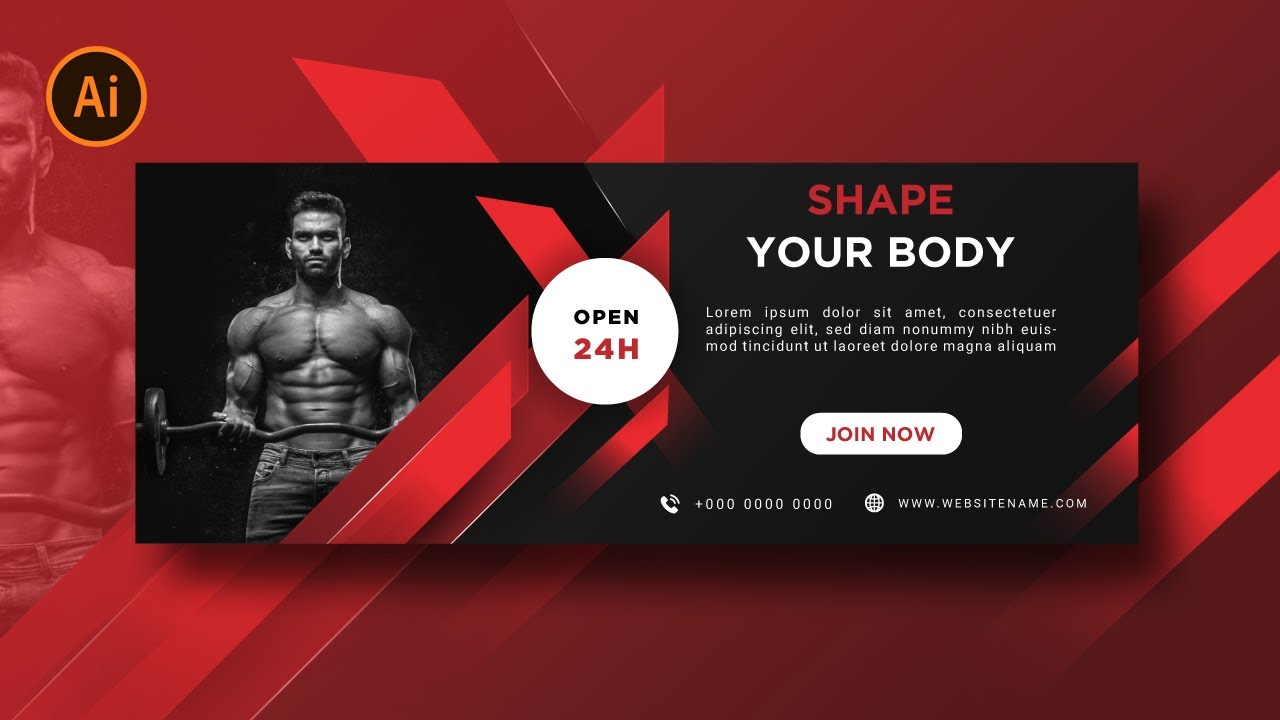 Ai
SHAPE
YOUR BODY
OPEN
24H
Lorem ipsum dolor sit amet, consectetuer
adipiscing elit, sed diam nonummy nibh euis-
mod tincidunt ut laoreet dolore magna aliquam
JOIN NOW
+000 0000 0000
WWW.WEBSITENAME.COM